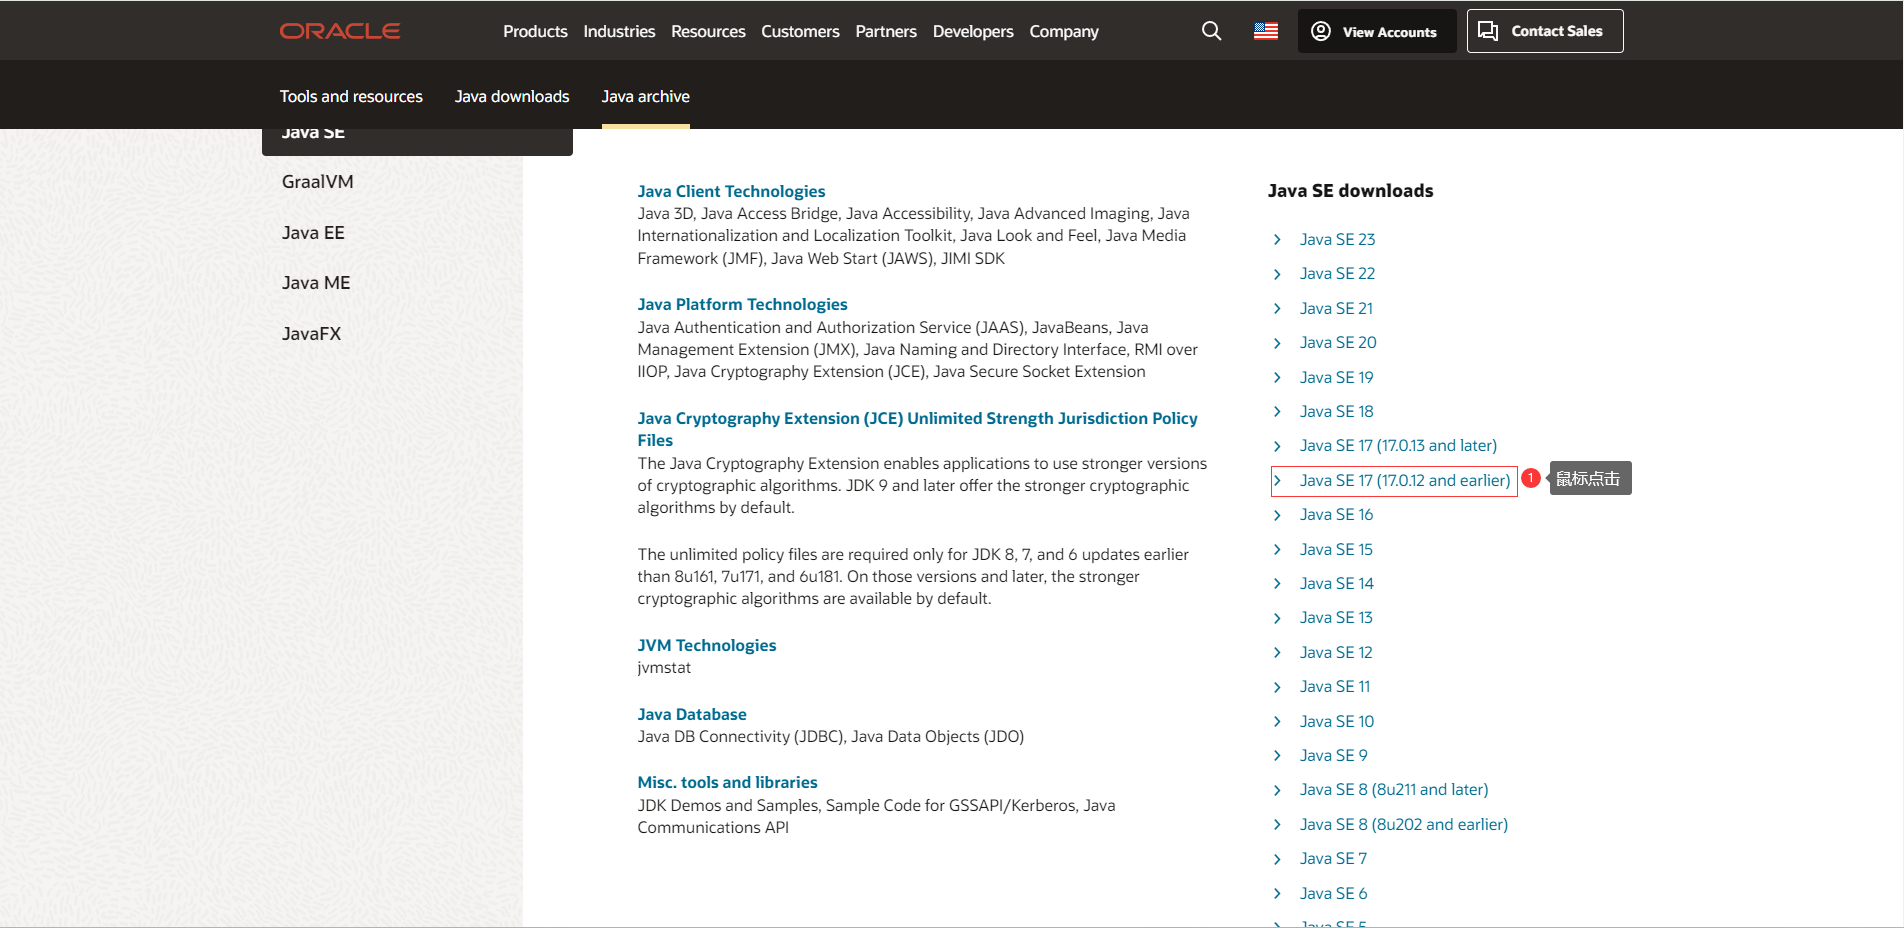 ORACLE
Products Industries Resources Customers Partners Developers Company
View Accounts
Contact Sales
Tools and resources Java downloads Java archive
Java SE
GraalVM
Java EE
Java ME
JavaFX
Java Client Technologies
Java 3D, Java Access Bridge, Java Accessibility, Java Advanced Imaging, Java
Internationalization and Localization Toolkit, Java Look and Feel, Java Media
Framework (JMF), Java Web Start (JAWS), JIMI SDK
Java Platform Technologies
Java Authentication and Authorization Service (JAAS), JavaBeans, Java
Management Extension (JMX), Java Naming and Directory Interface, RMI over
IIOP, Java Cryptography Extension (JCE), Java Secure Socket Extension
Java Cryptography Extension (JCE) Unlimited Strength Jurisdiction Policy
Files
The Java Cryptography Extension enables applications to use stronger versions
of cryptographic algorithms. JDK 9 and later offer the stronger cryptographic
algorithms by default.
The unlimited policy files are required only for JDK 8, 7, and 6 updates earlier
than 8u161, 7u171, and 6u181. On those versions and later, the stronger
cryptographic algorithms are available by default.
JVM Technologies
jvmstat
Java Database
Java DB Connectivity (JDBC), Java Data Objects (JDO)
Misc. tools and libraries
JDK Demos and Samples, Sample Code for GSSAPI/Kerberos, Java
Communications API
Java SE downloads
Java SE 23
Java SE 22
Java SE 21
Java SE 20
Java SE 19
Java SE 18
Java SE 17 (17.0.13 and later)
Java SE 17 (17.0.12 and earlier)
1 鼠标点击
Java SE 16
Java SE 15
Java SE 14
Java SE 13
Java SE 12
Java SE 11
Java SE 10
Java SE 9
Java SE 8 (8u211 and later)
Java SE 8 (8u202 and earlier)
Java SE 7
Java SE 6
Java SE 5